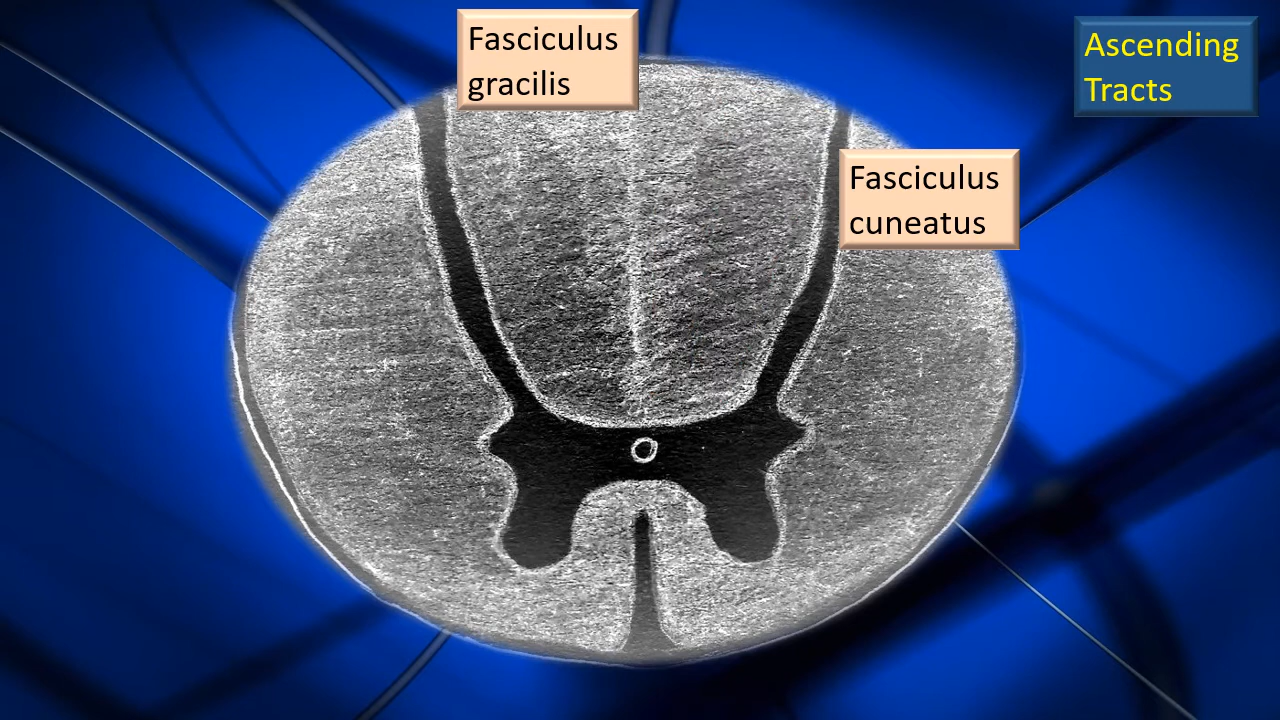 Fasciculus
gracilis
Ascending
Tracts
Fasciculus
cuneatus